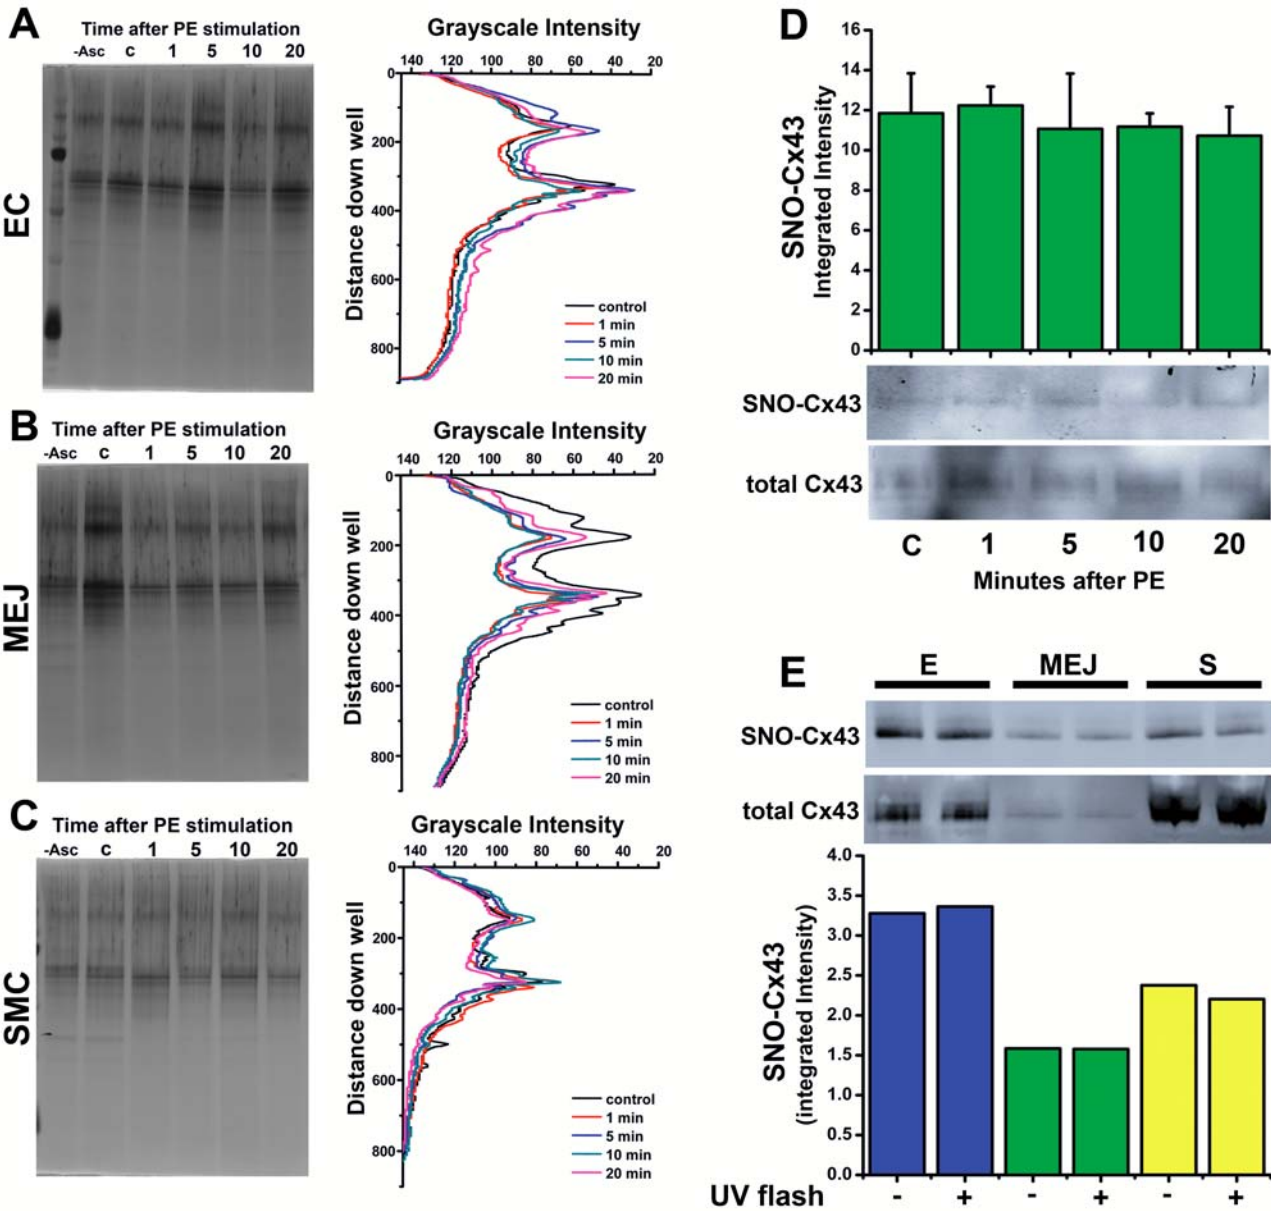 A
Time after PE stimulation
-Asc c 1 5 10 20
EC
Grayscale Intensity
140 120 100 80 60 40 20
Distance down well
0
200
400
600
800
control
1 min
5 min
10 min
20 min
B
Time after PE stimulation
-Asc c 1 5 10 20
MEJ
Grayscale Intensity
140 120 100 80 60 40 20
Distance down well
0
200
400
600
800
control
1 min
5 min
10 min
20 min
C
Time after PE stimulation
-Asc c 1 5 10 20
SMC
Grayscale Intensity
140 120 100 80 60 40 20
Distance down well
0
200
400
600
800
control
1 min
5 min
10 min
20 min
D
SNO-Cx43
Integrated Intensity
16
14
12
10
8
6
4
2
0
SNO-Cx43
total Cx43
C 1 5 10 20
Minutes after PE
E
E MEJ S
SNO-Cx43
total Cx43
SNO-Cx43
(integrated Intensity)
4.0
3.5
3.0
2.5
2.0
1.5
1.0
0.5
0.0
UV flash - + - + - +